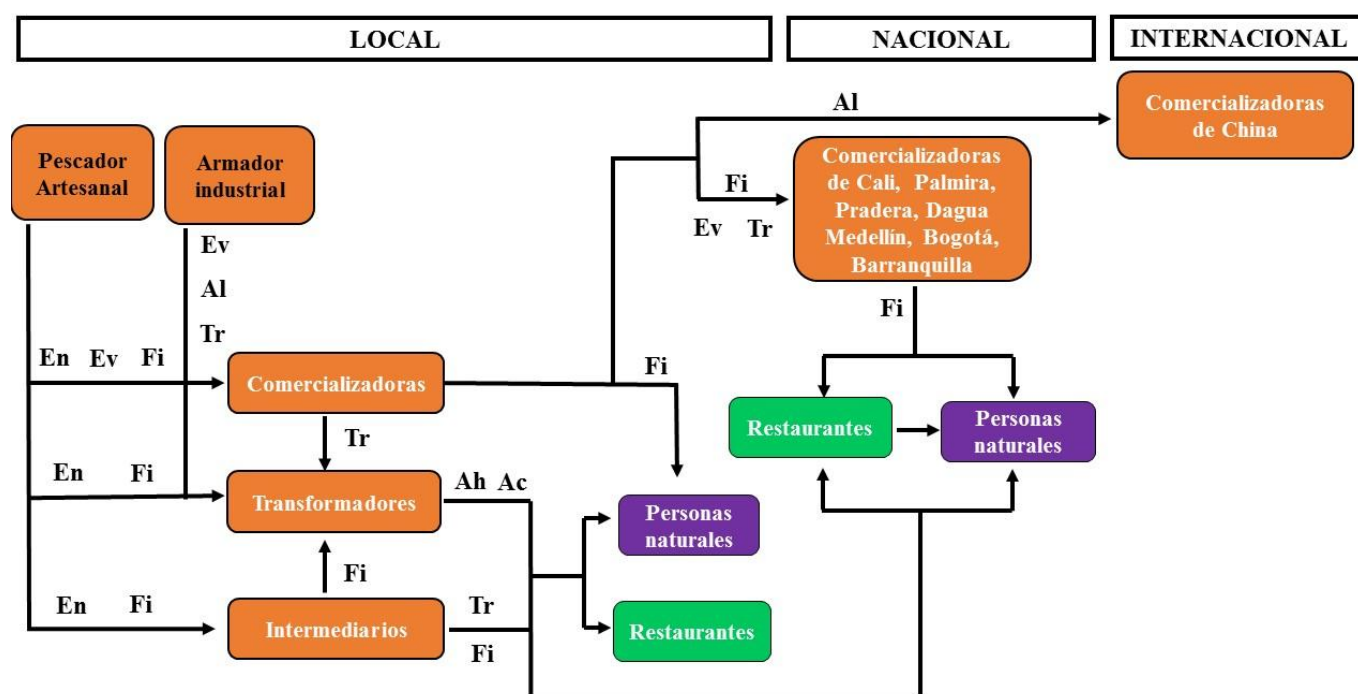 LOCAL
NACIONAL
INTERNACIONAL
Al
Comercializadoras
de China
Pescador
Artesanal
Armador
industrial
Comercializadoras
de Cali, Palmira,
Pradera, Dagua
Medellín, Bogotá,
Barranquilla
Fi
Ev Tr
Ev
Al
Tr
Fi
En Ev Fi
Comercializadoras
Fi
Tr
Restaurantes
Personas
naturales
En Fi
Transformadores
Ah Ac
Personas
naturales
Fi
En Fi
Intermediarios
Tr
Fi
Restaurantes